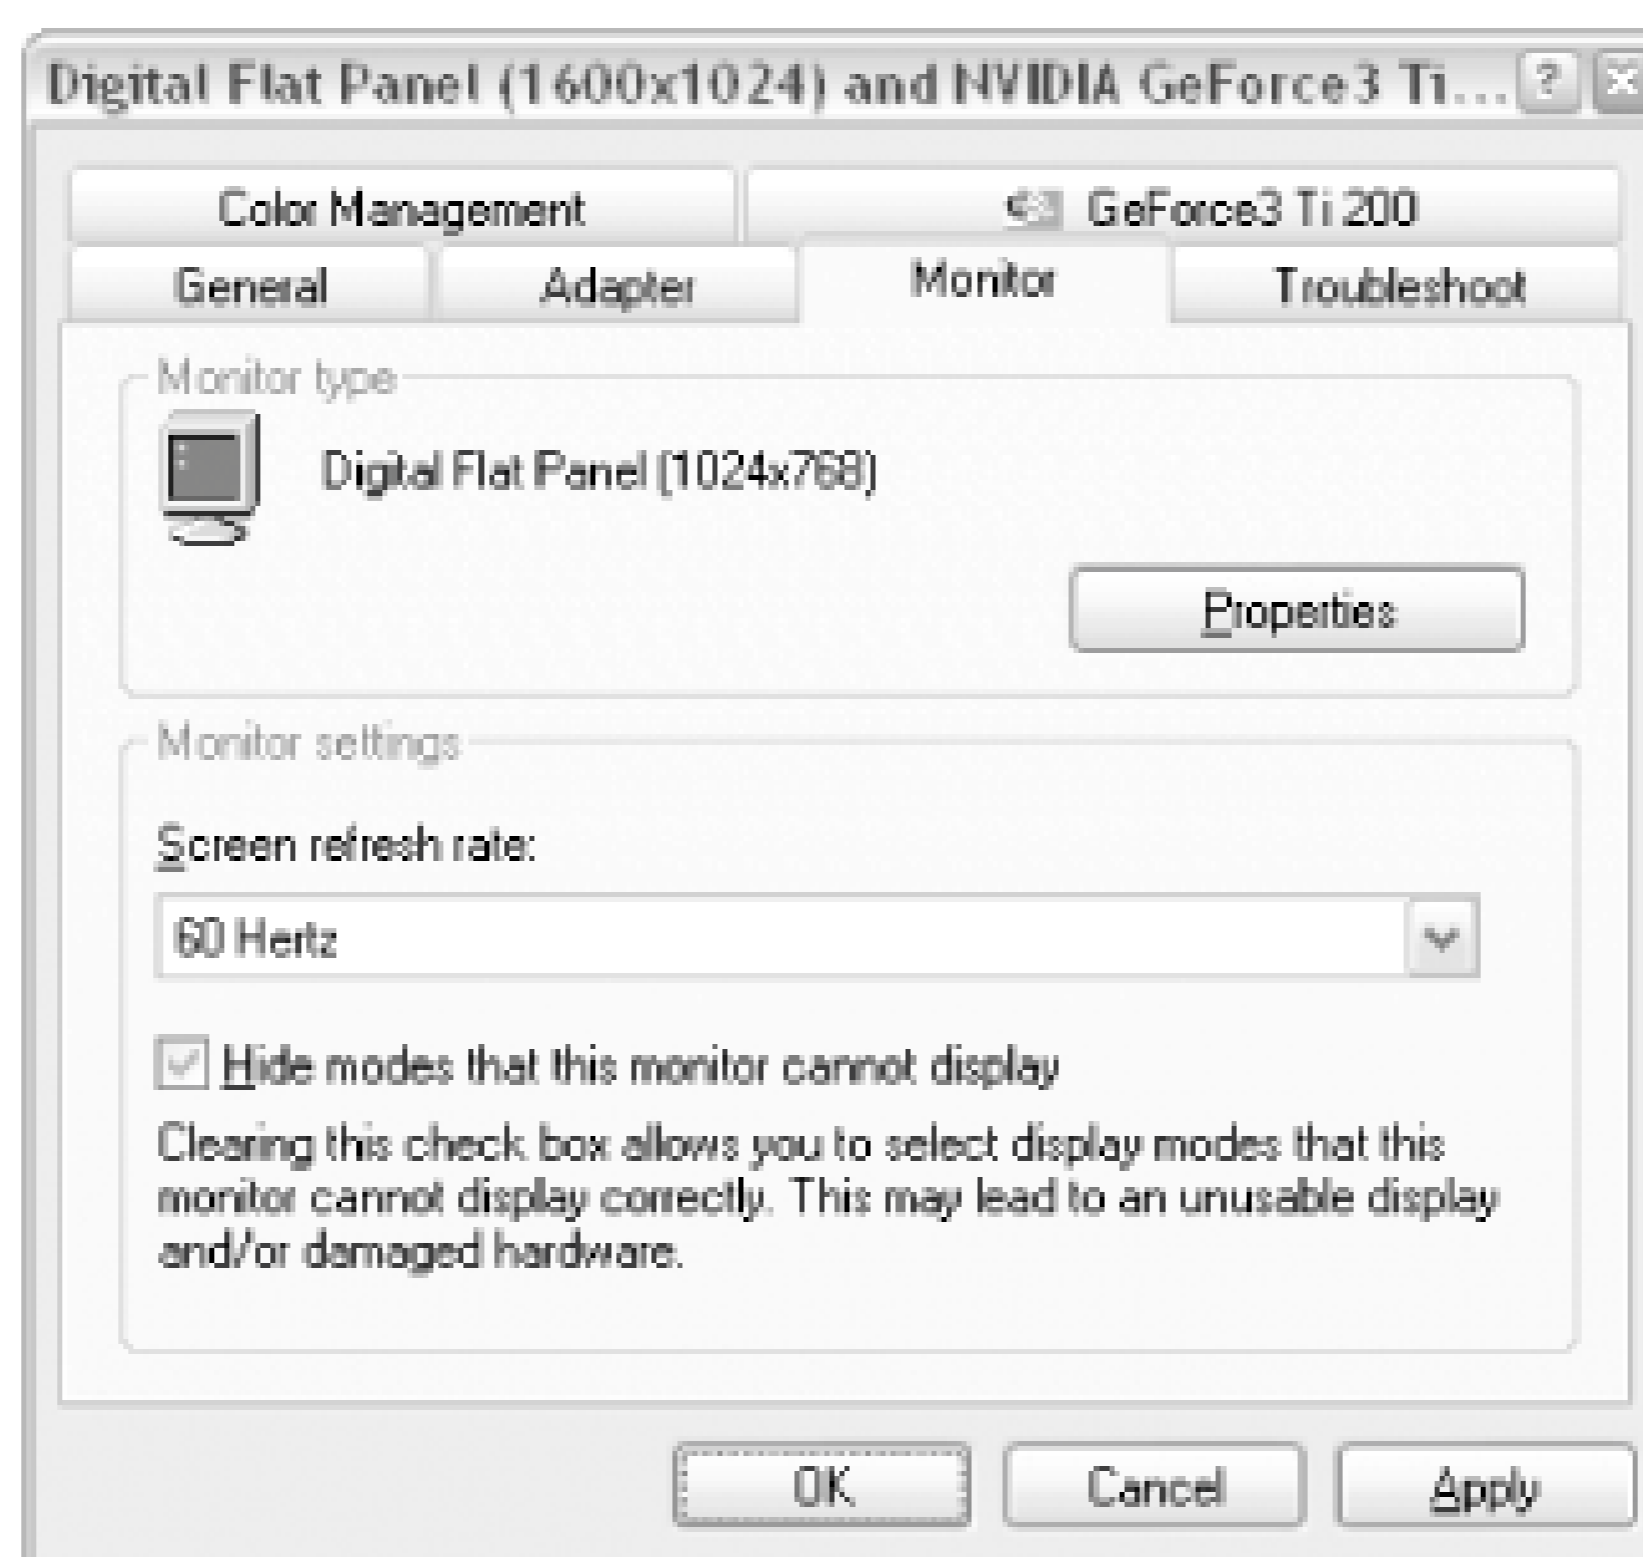 Digital Flat Panel (1600x1024) and NVIDIA GeForce3 Ti...
Color Management GeForce3 Ti 200
General Adapter Monitor Troubleshoot
Monitor type
Digital Flat Panel (1024x768)
Properties
Monitor settings
Screen refresh rate:
60 Hertz
Hide modes that this monitor cannot display
Clearing this check box allows you to select display modes that this
monitor cannot display correctly. This may lead to an unusable display
and/or damaged hardware.
OK Cancel Apply